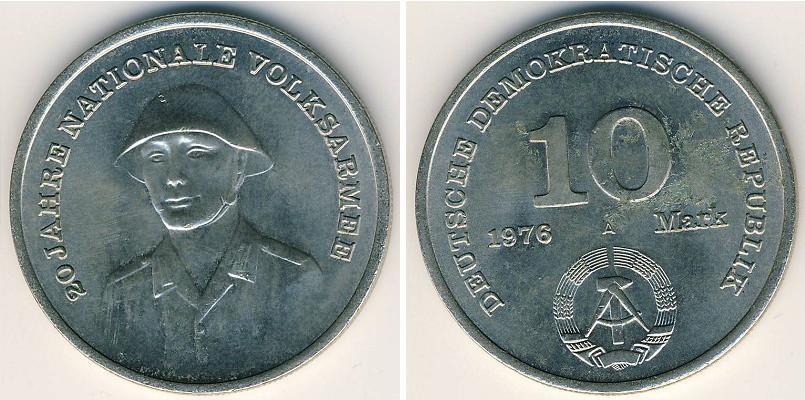 20 JAHRE NATIONALE VOLKSARMEE
DEUTSCHE DEMOKRATISCHE REPUBLIK
10
1976 A Mark